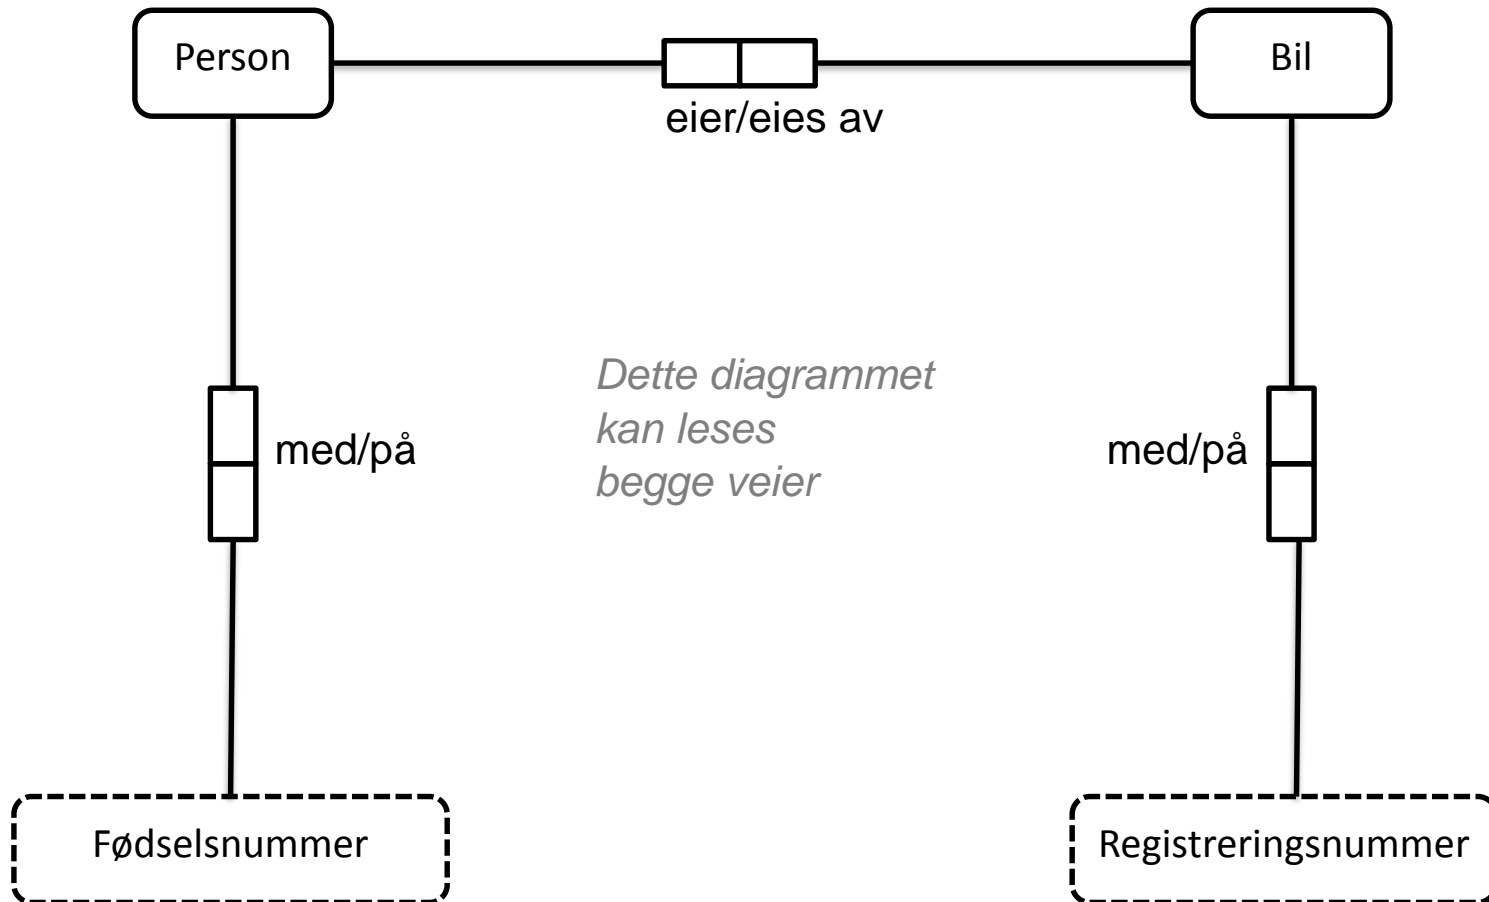 Person
Bil
eier/eies av
Dette diagrammet
kan leses
begge veier
med/på
med/på
Fødselsnummer
Registreringsnummer